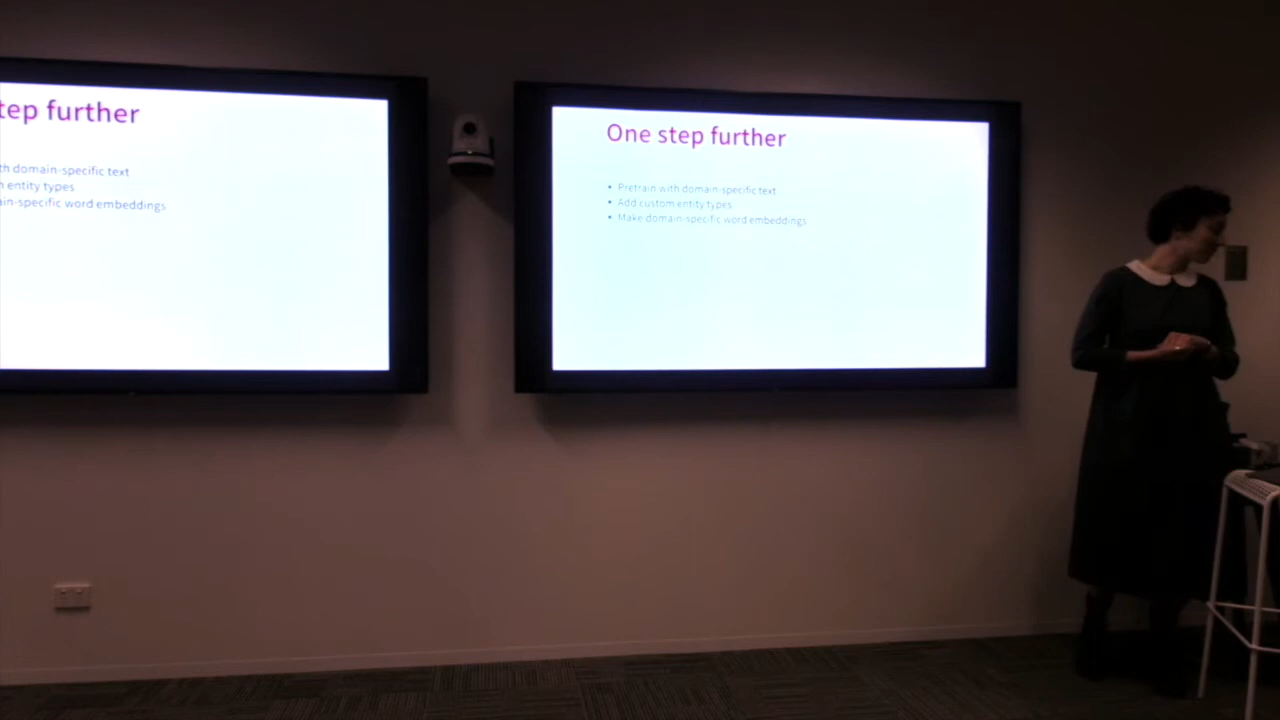 tep further
th domain-specific text
n entity types
ain-specific word embeddings
One step further
• Pretrain with domain-specific text
• Add custom entity types
• Make domain-specific word embeddings